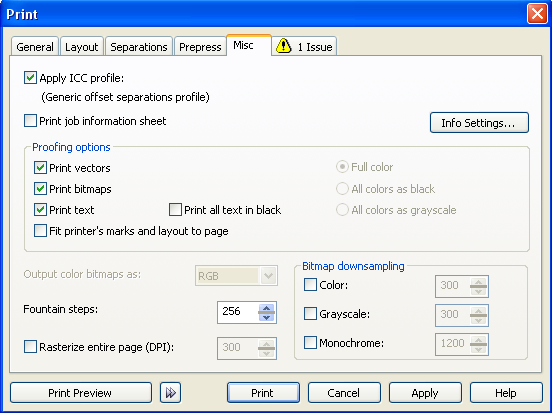 Print
General Layout Separations Prepress Misc 1 Issue
Apply ICC profile:
(Generic offset separations profile)
Print job information sheet
Info Settings...
Proofing options
Print vectors
Full color
Print bitmaps
All colors as black
Print text
Print all text in black
All colors as grayscale
Fit printer's marks and layout to page
Output color bitmaps as: RGB
Fountain steps: 256
Rasterize entire page (DPI): 300
Bitmap downsampling
Color: 300
Grayscale: 300
Monochrome: 1200
Print Preview Print Cancel Apply Help